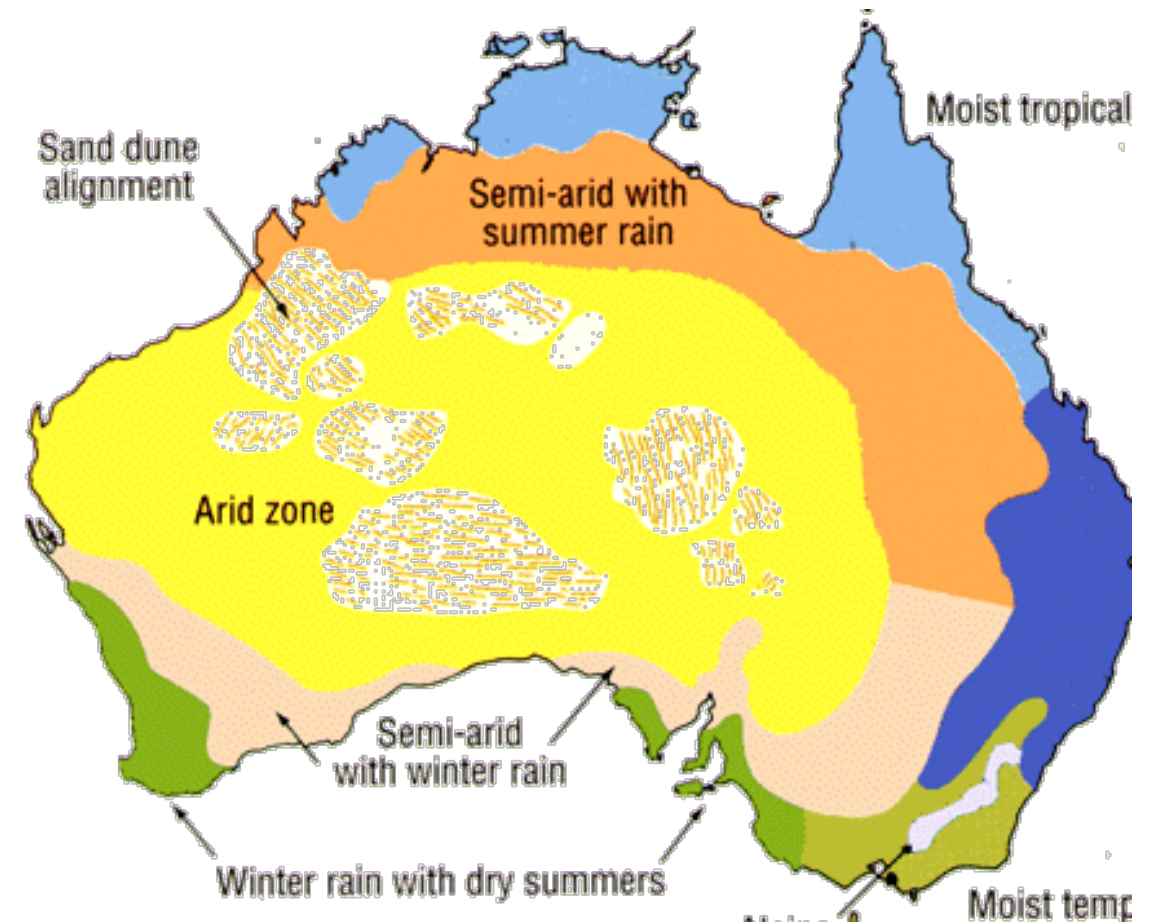 Moist tropical
Sand dune
alignment
Semi-arid with
summer rain
Arid zone
Semi-arid
with winter rain
Winter rain with dry summers
Moist